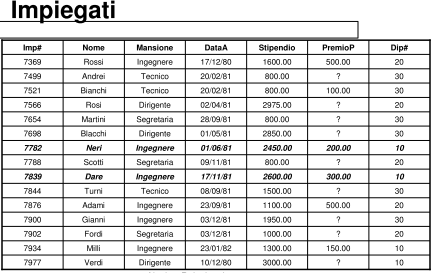 Impiegati
Imp# Nome Mansione DataA Stipendio PremioP Dip#
7369 Rossi Ingegnere 17/12/80 1600.00 500.00 20
7499 Andrei Tecnico 20/02/81 800.00 ? 30
7521 Bianchi Tecnico 20/02/81 800.00 100.00 30
7566 Rosi Dirigente 02/04/81 2975.00 ? 20
7654 Martini Segretaria 28/09/81 800.00 ? 30
7698 Blacchi Dirigente 01/05/81 2850.00 ? 30
7782 Neri Ingegnere 01/06/81 2450.00 200.00 10
7788 Scotti Segretaria 09/11/81 800.00 ? 20
7839 Dare Ingegnere 17/11/81 2600.00 300.00 10
7844 Turni Tecnico 08/09/81 1500.00 ? 30
7876 Adami Ingegnere 23/09/81 1100.00 500.00 20
7900 Gianni Ingegnere 03/12/81 1950.00 ? 30
7902 Fordi Segretaria 03/12/81 1000.00 ? 20
7934 Milli Ingegnere 23/01/82 1300.00 150.00 10
7977 Verdi Dirigente 10/12/80 3000.00 ? 10